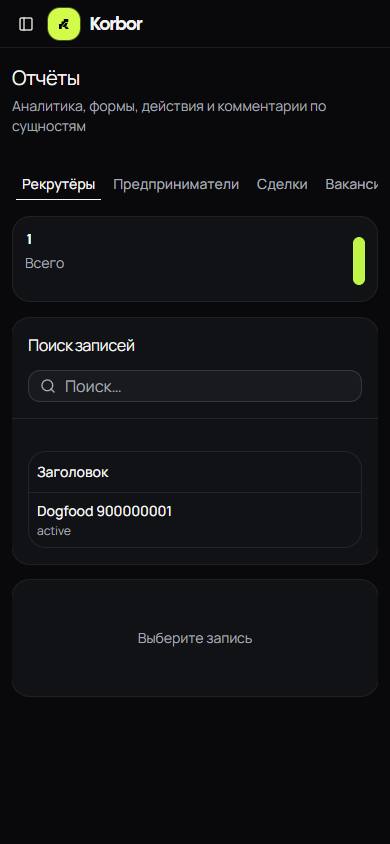 Korbor
Отчёты
Аналитика, формы, действия и комментарии по
сущностям
Рекрутёры Предприниматели Сделки Ваканси
1
Всего
Поиск записей
Поиск...
Заголовок
Dogfood 900000001
active
Выберите запись